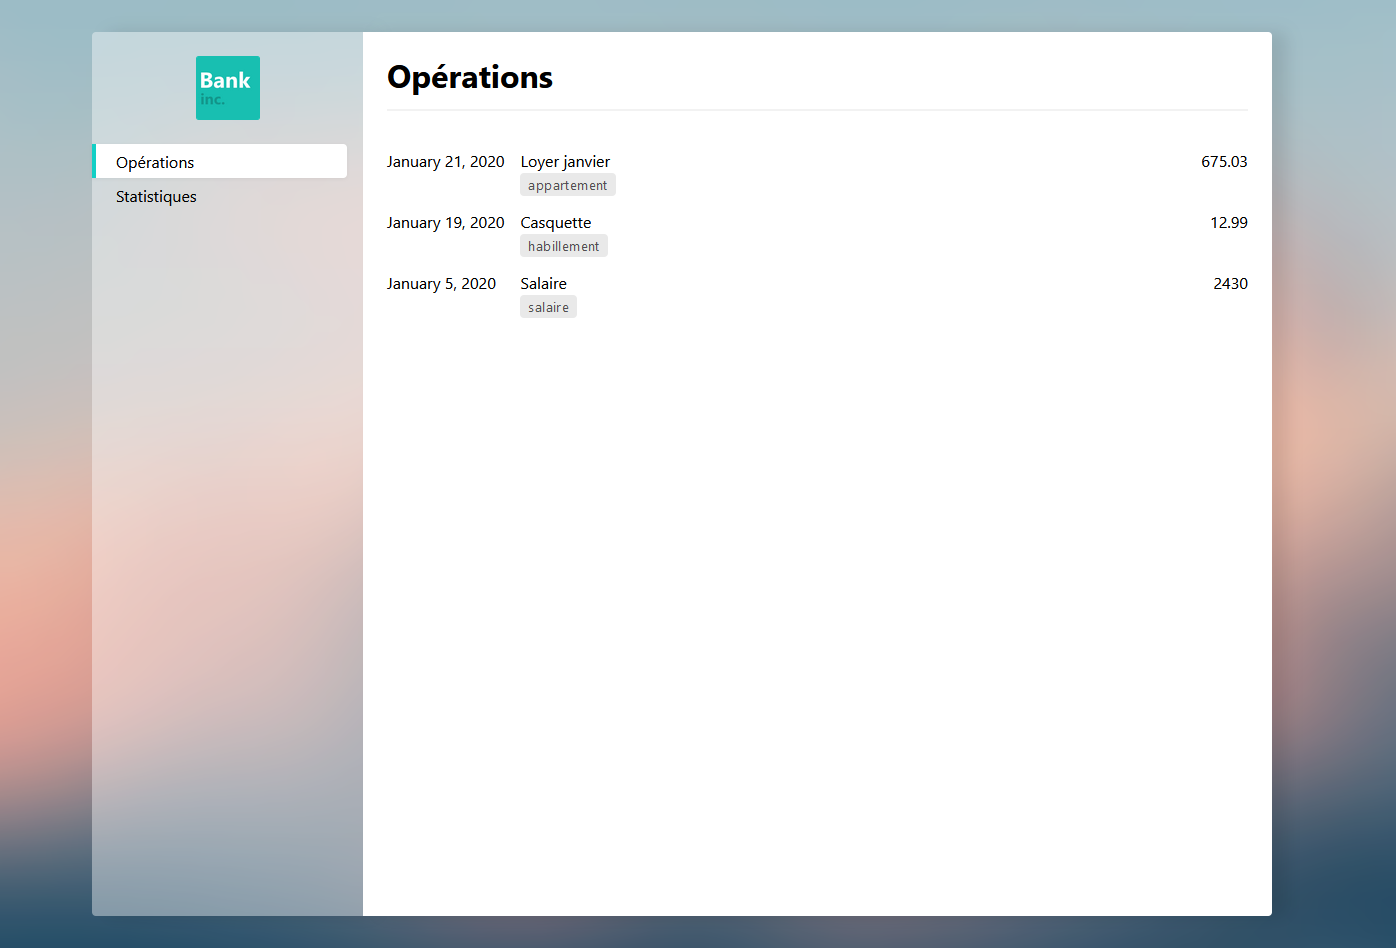 Bank
inc.
Opérations
Statistiques
Opérations
January 21, 2020 Loyer janvier 675.03
appartement
January 19, 2020 Casquette 12.99
habillement
January 5, 2020 Salaire 2430
salaire